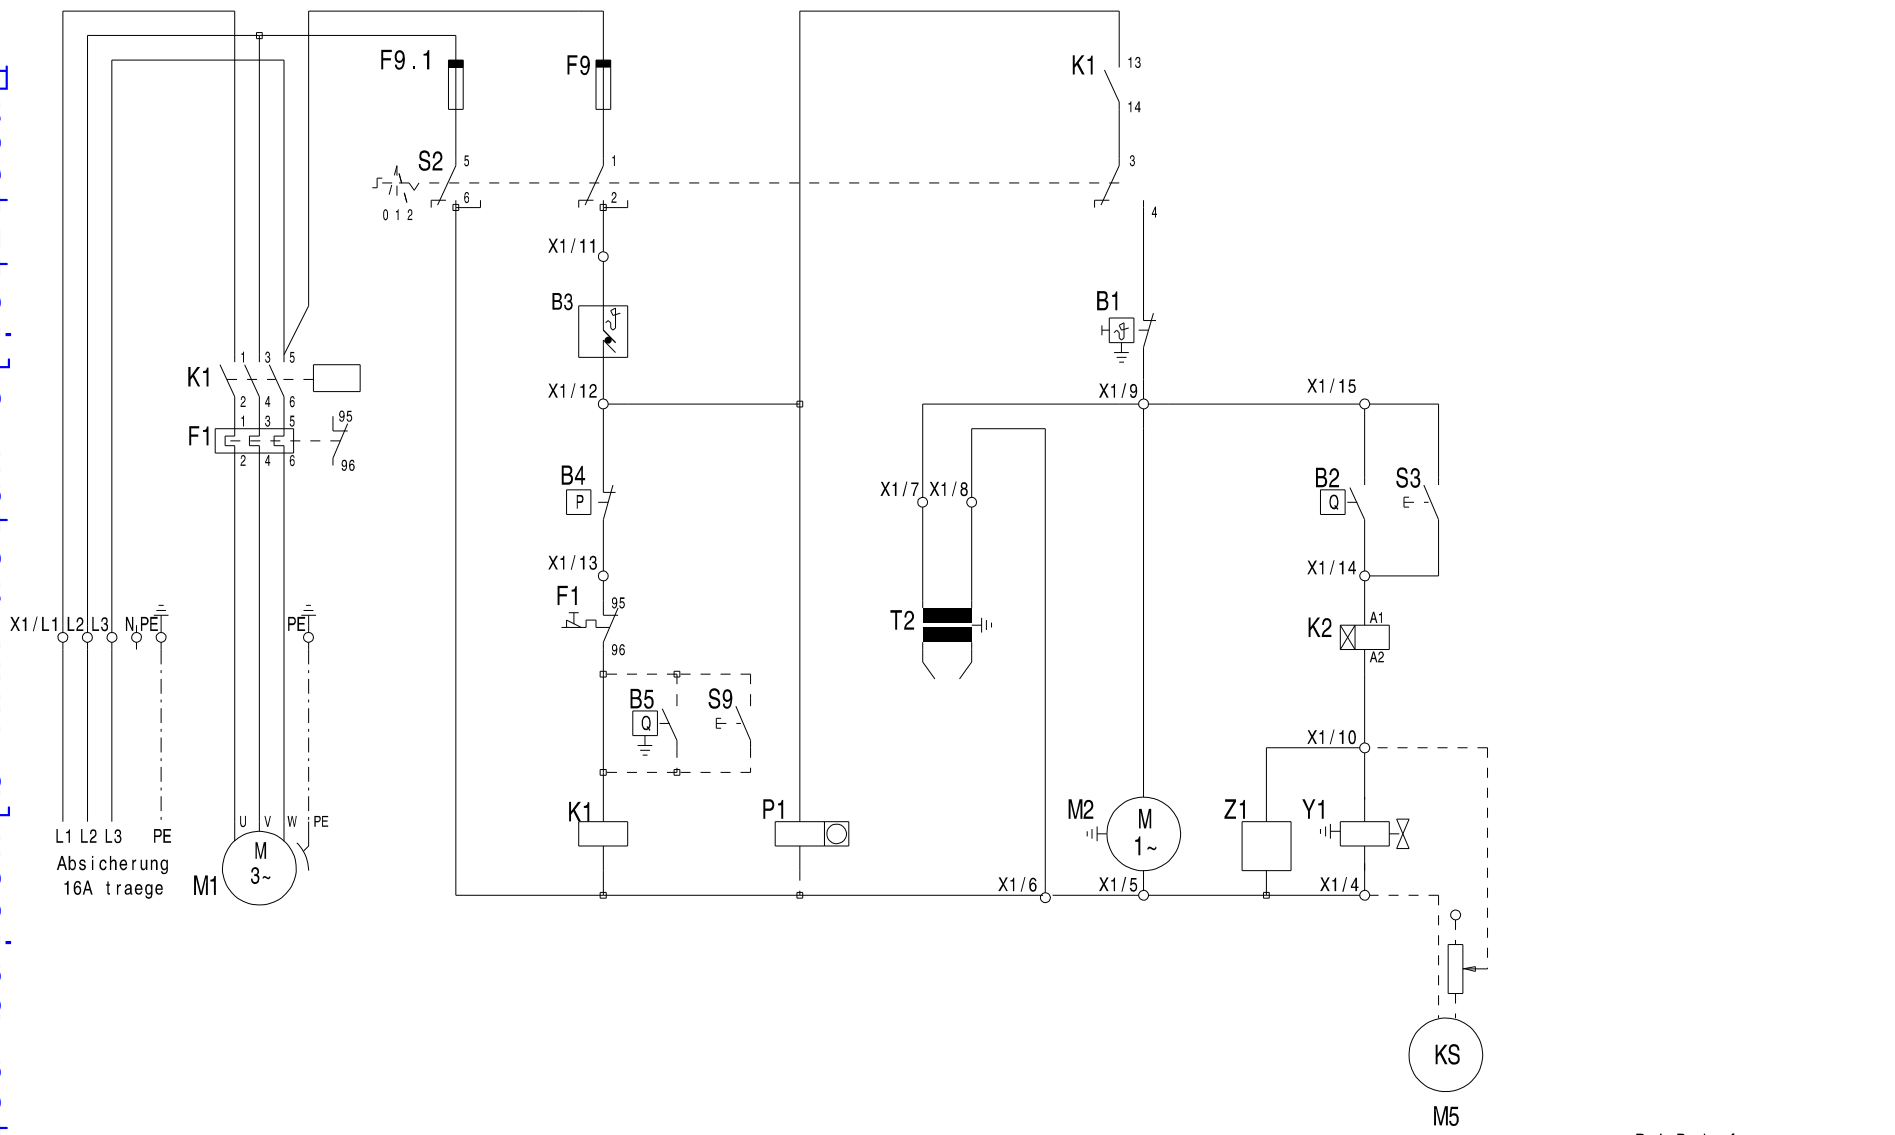 F9.1
F9
K1
13
14
S2
5
6
0 1 2
1
2
3
4
X1/11
B3
B1
K1
1 3 5
2 4 6
F1
1 3 5
2 4 6
95
96
X1/12
X1/9
X1/15
B4
P
X1/7
X1/8
B2
Q
S3
X1/13
X1/14
F1
95
96
T2
K2
A1
A2
X1/L1 L2 L3 N PE
PE
B5
Q
S9
X1/10
K1
P1
M2
M
1~
Z1
Y1
U V W PE
L1 L2 L3 PE
Absicherung
16A traege
M1
M
3~
X1/6
X1/5
X1/4
KS
M5